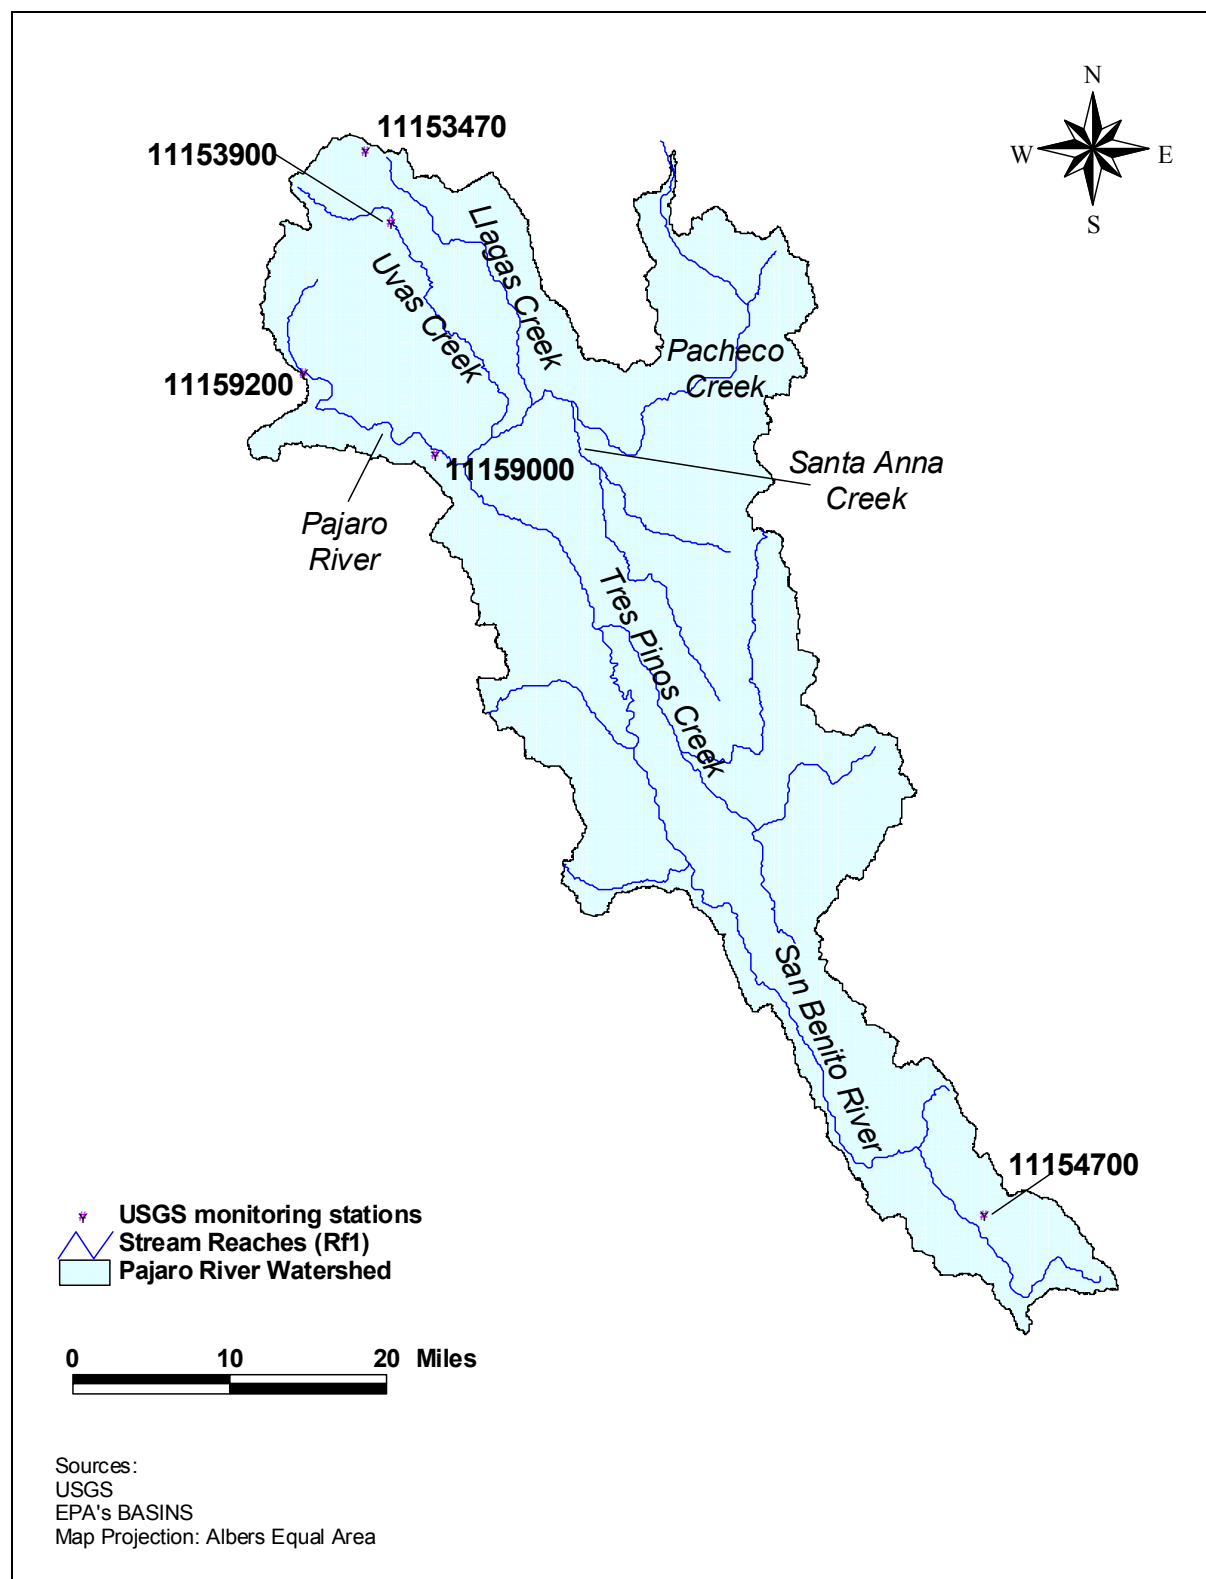 N
W E
S
11153470
11153900
Llagas Creek
Uvas Creek
Pacheco
Creek
11159200
11159000
Santa Anna
Creek
Pajaro
River
Tres Pinos Creek
San Benito River
11154700
USGS monitoring stations
Stream Reaches (Rf1)
Pajaro River Watershed
0 10 20 Miles
Sources:
USGS
EPA's BASINS
Map Projection: Albers Equal Area